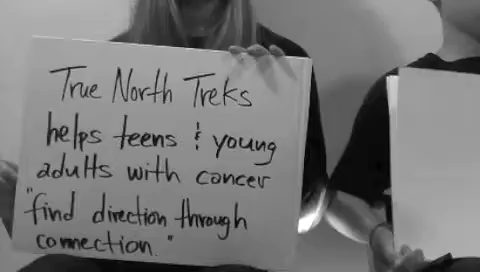 True North Treks
helps teens & young
adults with cancer
"find direction through
connection."